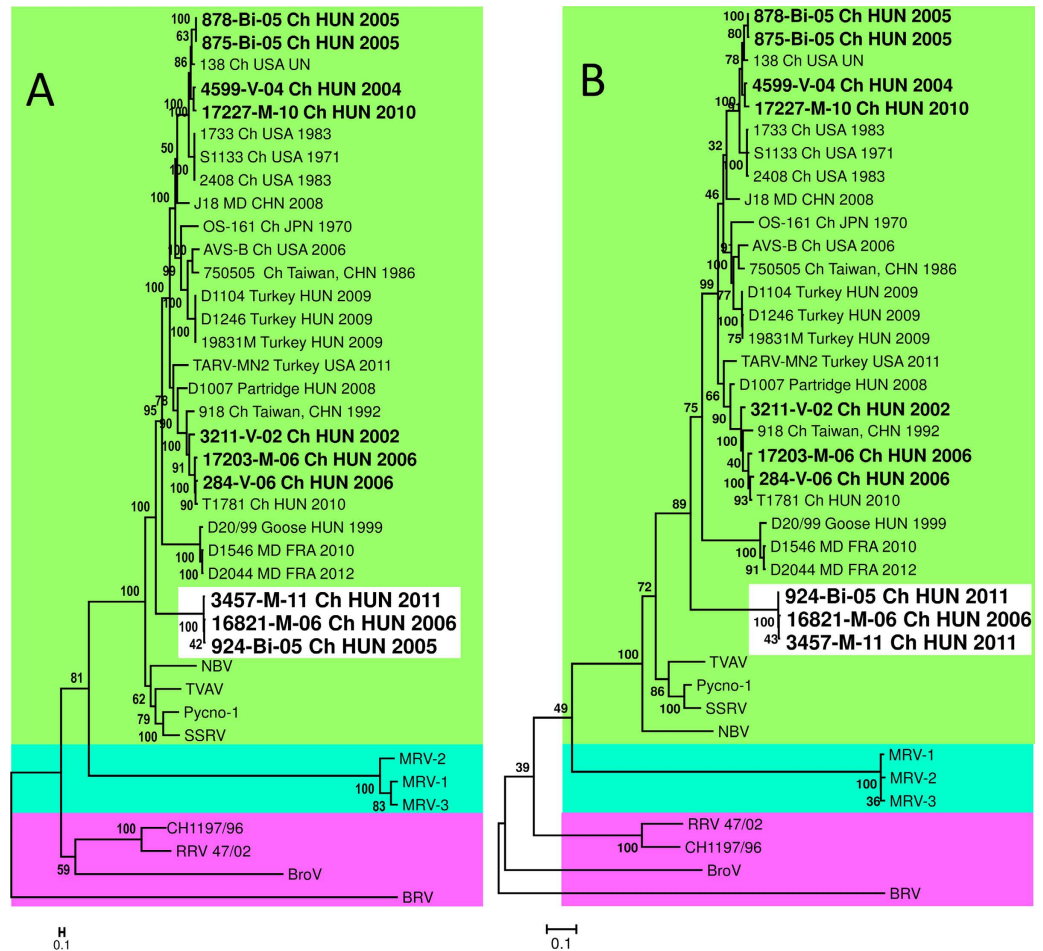 A
100
878-Bi-05 Ch HUN 2005
63
875-Bi-05 Ch HUN 2005
86
138 Ch USA UN
4599-V-04 Ch HUN 2004
100
100
17227-M-10 Ch HUN 2010
1733 Ch USA 1983
50
S1133 Ch USA 1971
100
2408 Ch USA 1983
100
J18 MD CHN 2008
OS-161 Ch JPN 1970
100
AVS-B Ch USA 2006
99
750505 Ch Taiwan, CHN 1986
100
100
D1104 Turkey HUN 2009
D1246 Turkey HUN 2009
100
19831M Turkey HUN 2009
TARV-MN2 Turkey USA 2011
D1007 Partridge HUN 2008
78
95
918 Ch Taiwan, CHN 1992
90
3211-V-02 Ch HUN 2002
100
17203-M-06 Ch HUN 2006
91
284-V-06 Ch HUN 2006
100
90
T1781 Ch HUN 2010
100
D20/99 Goose HUN 1999
D1546 MD FRA 2010
100
D2044 MD FRA 2012
100
100
3457-M-11 Ch HUN 2011
16821-M-06 Ch HUN 2006
100
924-Bi-05 Ch HUN 2005
42
NBV
81
TVAV
62
Pycno-1
79
SSRV
100
MRV-2
MRV-1
100
MRV-3
83
CH1197/96
100
RRV 47/02
BroV
59
BRV
H
0.1
B
100
878-Bi-05 Ch HUN 2005
80
875-Bi-05 Ch HUN 2005
78
138 Ch USA UN
4599-V-04 Ch HUN 2004
100
17227-M-10 Ch HUN 2010
1733 Ch USA 1983
32
S1133 Ch USA 1971
100
2408 Ch USA 1983
46
J18 MD CHN 2008
OS-161 Ch JPN 1970
AVS-B Ch USA 2006
100
750505 Ch Taiwan, CHN 1986
99
77
D1104 Turkey HUN 2009
D1246 Turkey HUN 2009
100
19831M Turkey HUN 2009
75
TARV-MN2 Turkey USA 2011
D1007 Partridge HUN 2008
66
3211-V-02 Ch HUN 2002
75
90
918 Ch Taiwan, CHN 1992
100
17203-M-06 Ch HUN 2006
40
284-V-06 Ch HUN 2006
100
T1781 Ch HUN 2010
93
89
D20/99 Goose HUN 1999
D1546 MD FRA 2010
100
D2044 MD FRA 2012
91
72
924-Bi-05 Ch HUN 2011
16821-M-06 Ch HUN 2006
100
3457-M-11 Ch HUN 2011
43
100
TVAV
Pycno-1
86
SSRV
100
49
NBV
MRV-1
39
MRV-2
100
MRV-3
36
RRV 47/02
CH1197/96
100
BroV
BRV
0.1